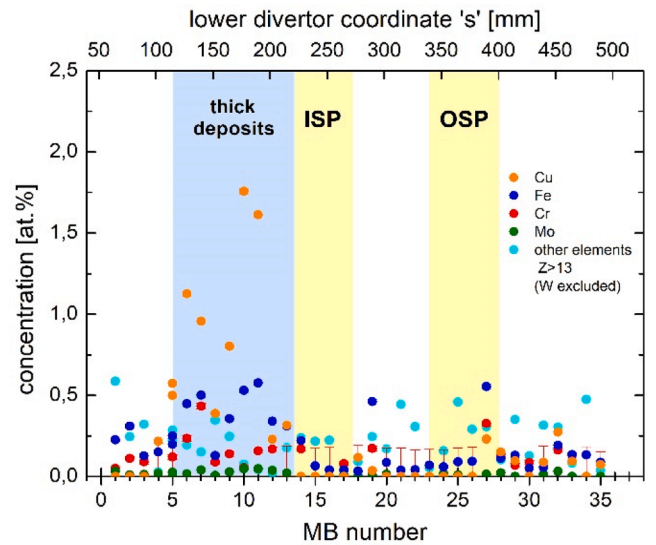 lower divertor coordinate 's' [mm]
50 100 150 200 250 300 350 400 450 500
2,5
2,0
1,5
1,0
0,5
0,0
concentration [at.%]
thick
deposits
ISP
OSP
Cu
Fe
Cr
Mo
other elements
Z>13
(W excluded)
0 5 10 15 20 25 30 35
MB number